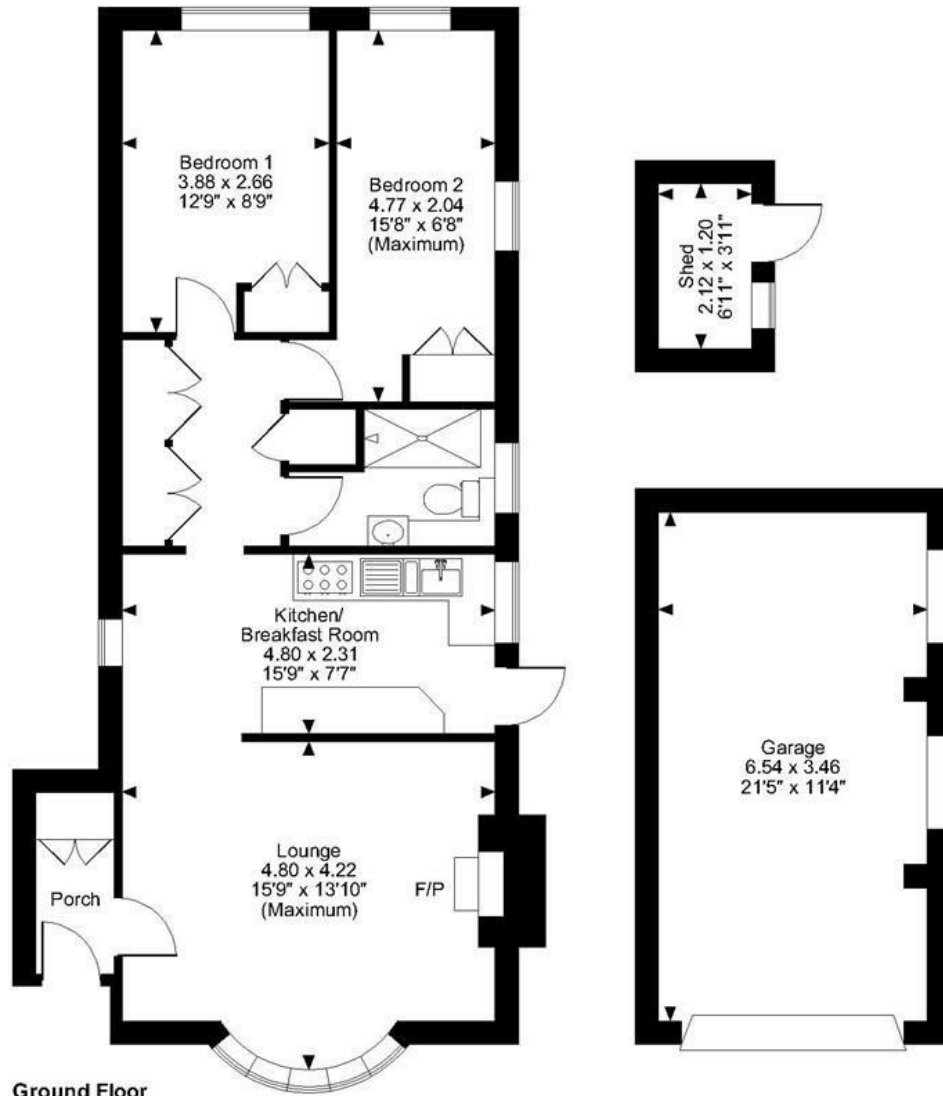 Bedroom 1
3.88 x 2.66
12'9" x 8'9"
Bedroom 2
4.77 x 2.04
15'8" x 6'8"
(Maximum)
Shed
2.12 x 1.20
6'11" x 3'11"
Kitchen/
Breakfast Room
4.80 x 2.31
15'9" x 7'7"
Garage
6.54 x 3.46
21'5" x 11'4"
Lounge
4.80 x 4.22
15'9" x 13'10"
(Maximum)
F/P
Porch
Ground Floor